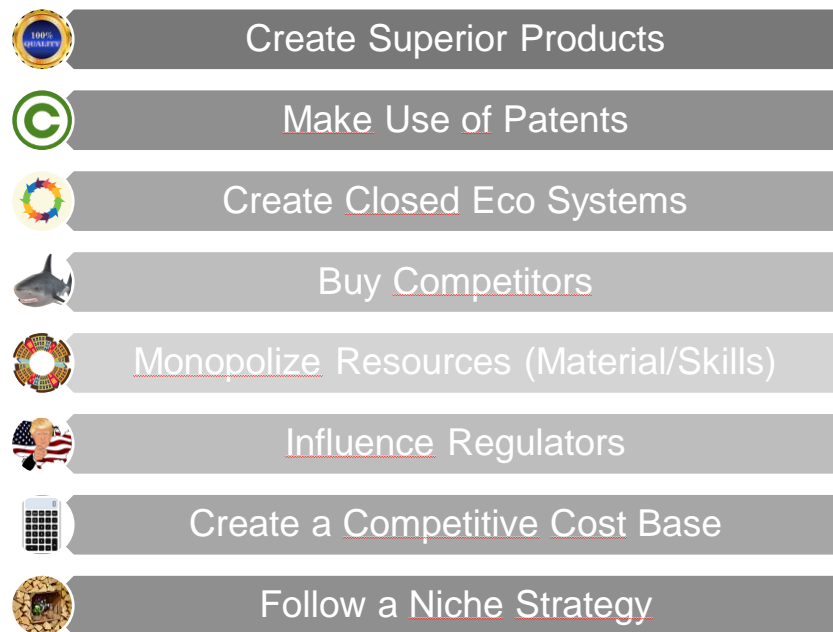 100%
QUALITY
Create Superior Products
C
Make Use of Patents
Create Closed Eco Systems
Buy Competitors
Monopolize Resources (Material/Skills)
Influence Regulators
0
Create a Competitive Cost Base
Follow a Niche Strategy